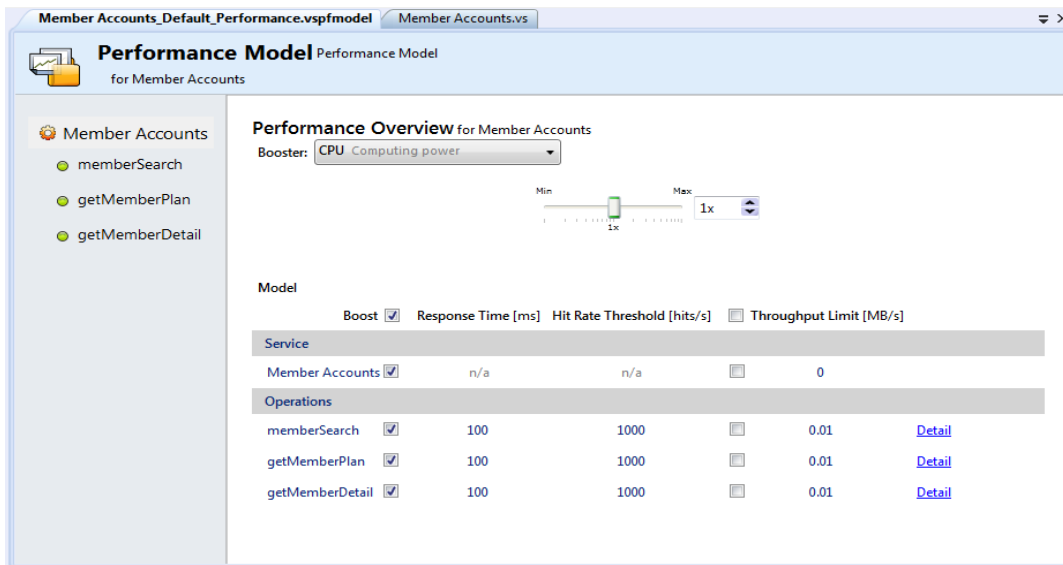 Member Accounts_Default_Performance.vspfmodel Member Accounts.vs
Performance Model Performance Model
for Member Accounts
Member Accounts
memberSearch
getMemberPlan
getMemberDetail
Performance Overview for Member Accounts
Booster: CPU Computing power
Min Max
1x
1x
Model
Boost Response Time [ms] Hit Rate Threshold [hits/s] Throughput Limit [MB/s]
Service
Member Accounts n/a n/a 0
Operations
memberSearch 100 1000 0.01 Detail
getMemberPlan 100 1000 0.01 Detail
getMemberDetail 100 1000 0.01 Detail